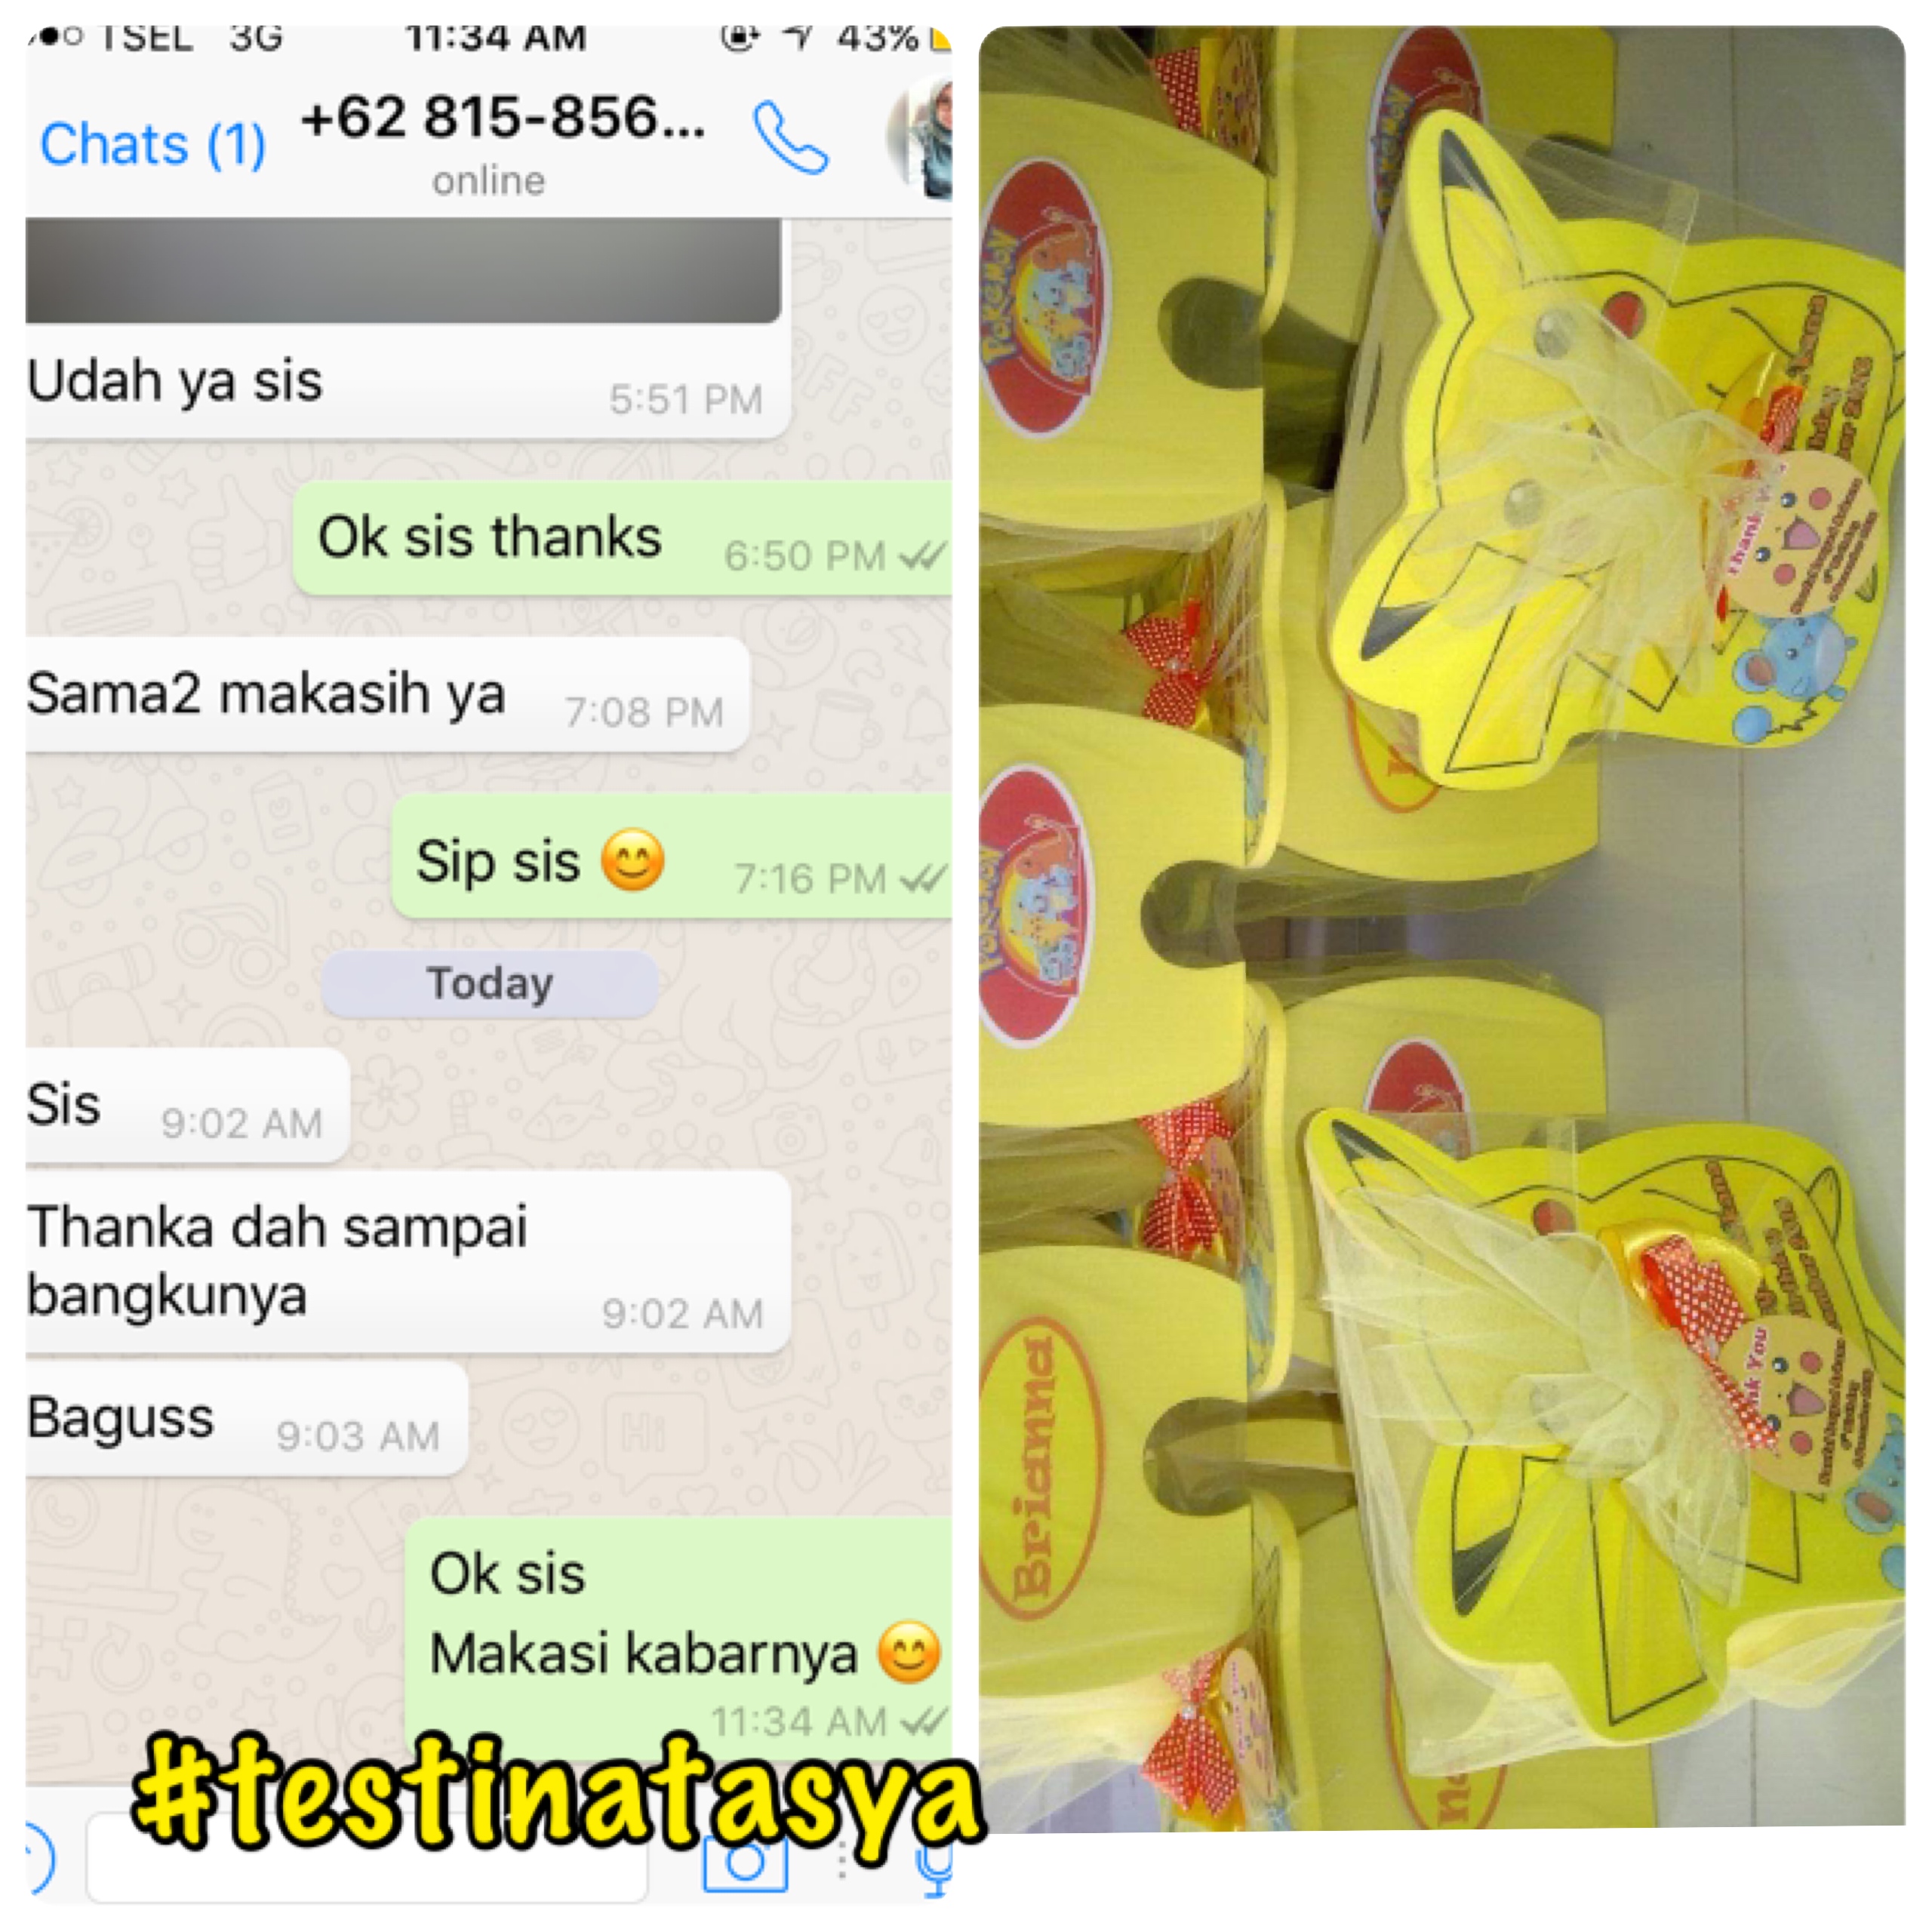 TSEL 3G 11:34 AM 43%
Chats (1)
+62 815-856...
online
Udah ya sis
5:51 PM
Ok sis thanks
6:50 PM
Sama2 makasih ya
7:08 PM
Sip sis 😊
7:16 PM
Today
Sis
9:02 AM
Thanka dah sampai
bangkunya
9:02 AM
Baguss
9:03 AM
Ok sis
Makasi kabarnya 😊
11:34 AM
#testinatasya
POKéMON
POKéMON
Brianna
Thank You